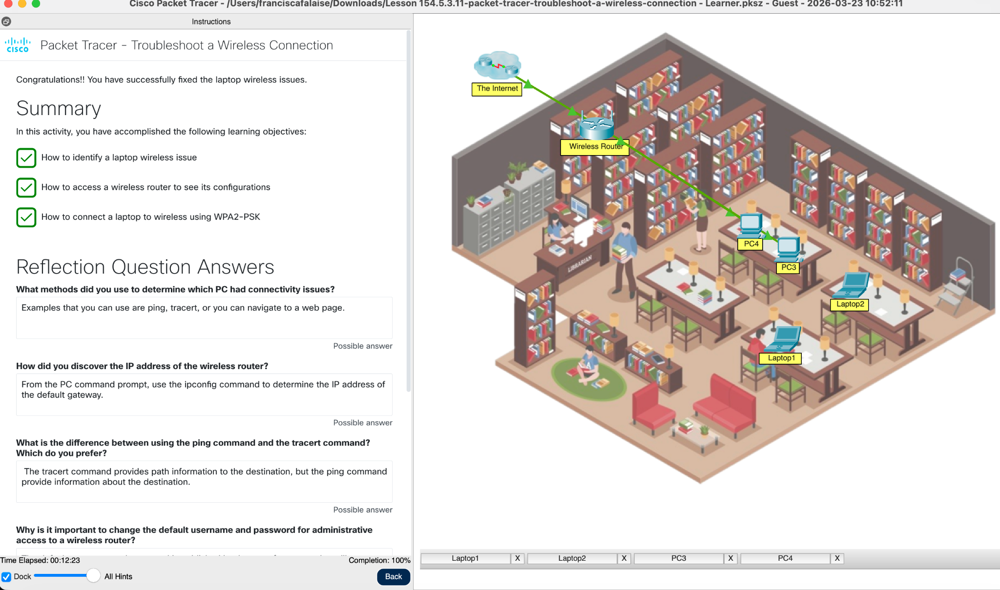 Cisco Packet Tracer - /Users/franciscafalaise/Downloads/Lesson 154.5.3.11-packet-tracer-troubleshoot-a-wireless-connection - Learner.pksz - Guest - 2026-03-23 10:52:11
Instructions
CISCO
Packet Tracer - Troubleshoot a Wireless Connection
Congratulations!! You have successfully fixed the laptop wireless issues.
Summary
In this activity, you have accomplished the following learning objectives:
How to identify a laptop wireless issue
How to access a wireless router to see its configurations
How to connect a laptop to wireless using WPA2-PSK
Reflection Question Answers
What methods did you use to determine which PC had connectivity issues?
Examples that you can use are ping, tracert, or you can navigate to a web page.
Possible answer
How did you discover the IP address of the wireless router?
From the PC command prompt, use the ipconfig command to determine the IP address of
the default gateway.
Possible answer
What is the difference between using the ping command and the tracert command?
Which do you prefer?
The tracert command provides path information to the destination, but the ping command
provide information about the destination.
Possible answer
Why is it important to change the default username and password for administrative
access to a wireless router?
Time Elapsed: 00:12:23
Completion: 100%
Dock
All Hints
Back
The Internet
Wireless Router
LIBRARIAN
PC4
PC3
Laptop2
Laptop1
A
Laptop1 X
Laptop2 X
PC3 X
PC4 X